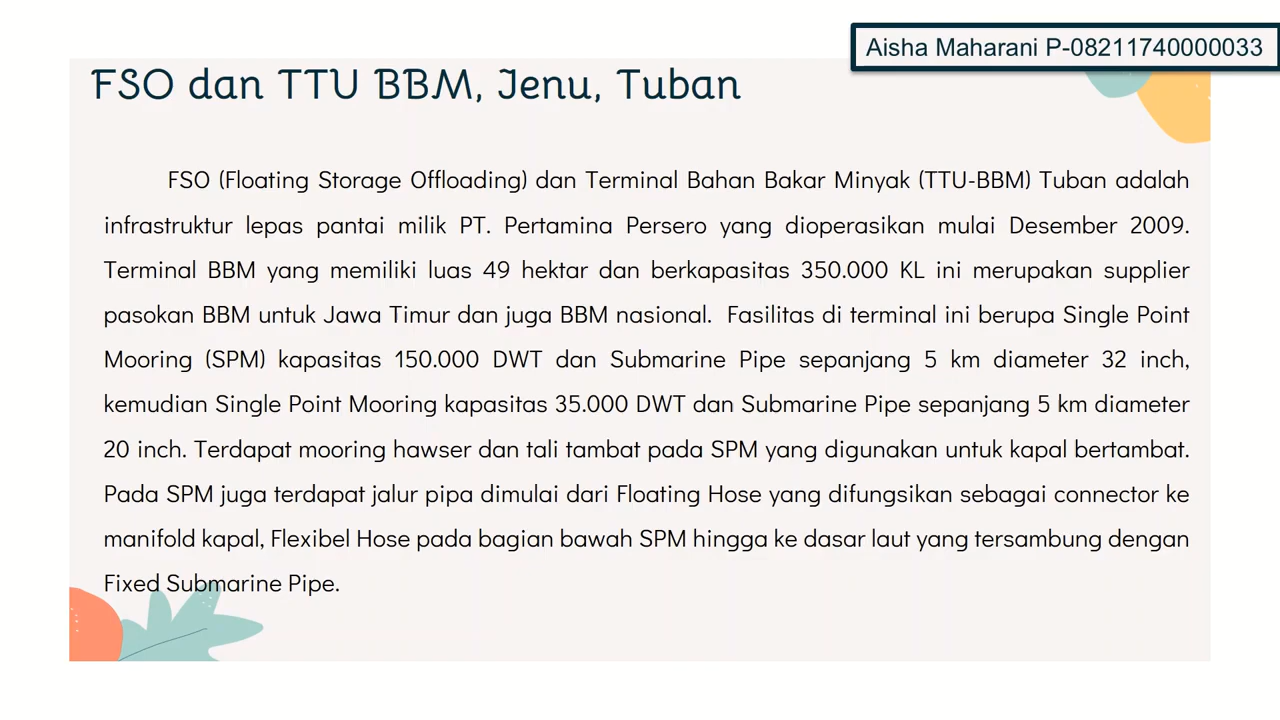 Aisha Maharani P-08211740000033
FSO dan TTU BBM, Jenu, Tuban
FSO (Floating Storage Offloading) dan Terminal Bahan Bakar Minyak (TTU-BBM) Tuban adalah
infrastruktur lepas pantai milik PT. Pertamina Persero yang dioperasikan mulai Desember 2009.
Terminal BBM yang memiliki luas 49 hektar dan berkapasitas 350.000 KL ini merupakan supplier
pasokan BBM untuk Jawa Timur dan juga BBM nasional. Fasilitas di terminal ini berupa Single Point
Mooring (SPM) kapasitas 150.000 DWT dan Submarine Pipe sepanjang 5 km diameter 32 inch,
kemudian Single Point Mooring kapasitas 35.000 DWT dan Submarine Pipe sepanjang 5 km diameter
20 inch. Terdapat mooring hawser dan tali tambat pada SPM yang digunakan untuk kapal bertambat.
Pada SPM juga terdapat jalur pipa dimulai dari Floating Hose yang difungsikan sebagai connector ke
manifold kapal, Flexibel Hose pada bagian bawah SPM hingga ke dasar laut yang tersambung dengan
Fixed Submarine Pipe.